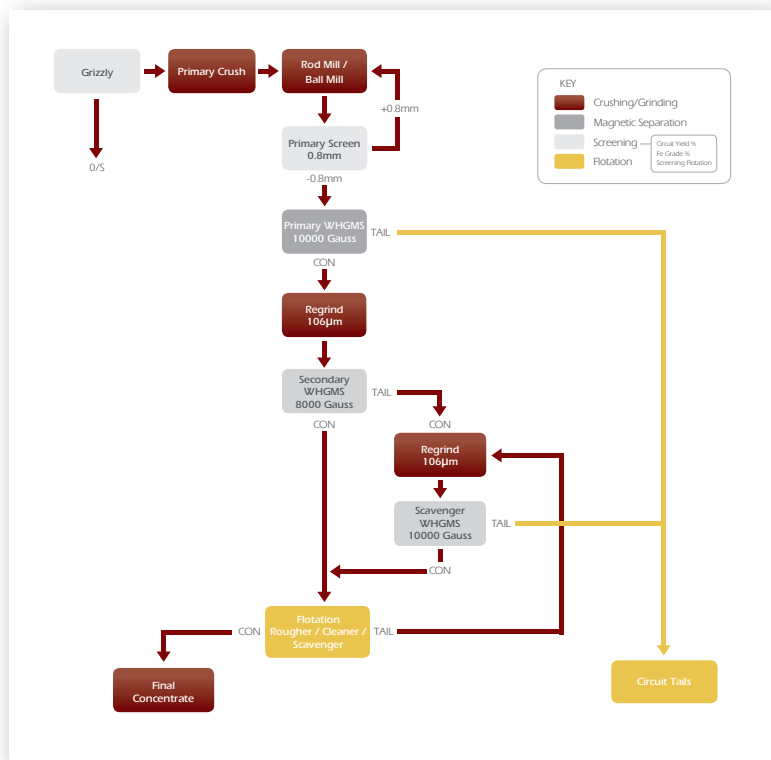 Grizzly
Primary Crush
Rod Mill /
Ball Mill
+0.8mm
O/S
Primary Screen
0.8mm
-0.8mm
KEY
Crushing/Grinding
Magnetic Separation
Screening
Flotation
Circuit Yield %
Fe Grade %
Screening Flotation
Primary WHGMS
10000 Gauss
TAIL
CON
Regrind
106µm
Secondary
WHGMS
8000 Gauss
TAIL
CON
CON
Regrind
106µm
Scavenger
WHGMS
10000 Gauss
TAIL
CON
Flotation
Rougher / Cleaner /
Scavenger
CON
TAIL
Final
Concentrate
Circuit Tails